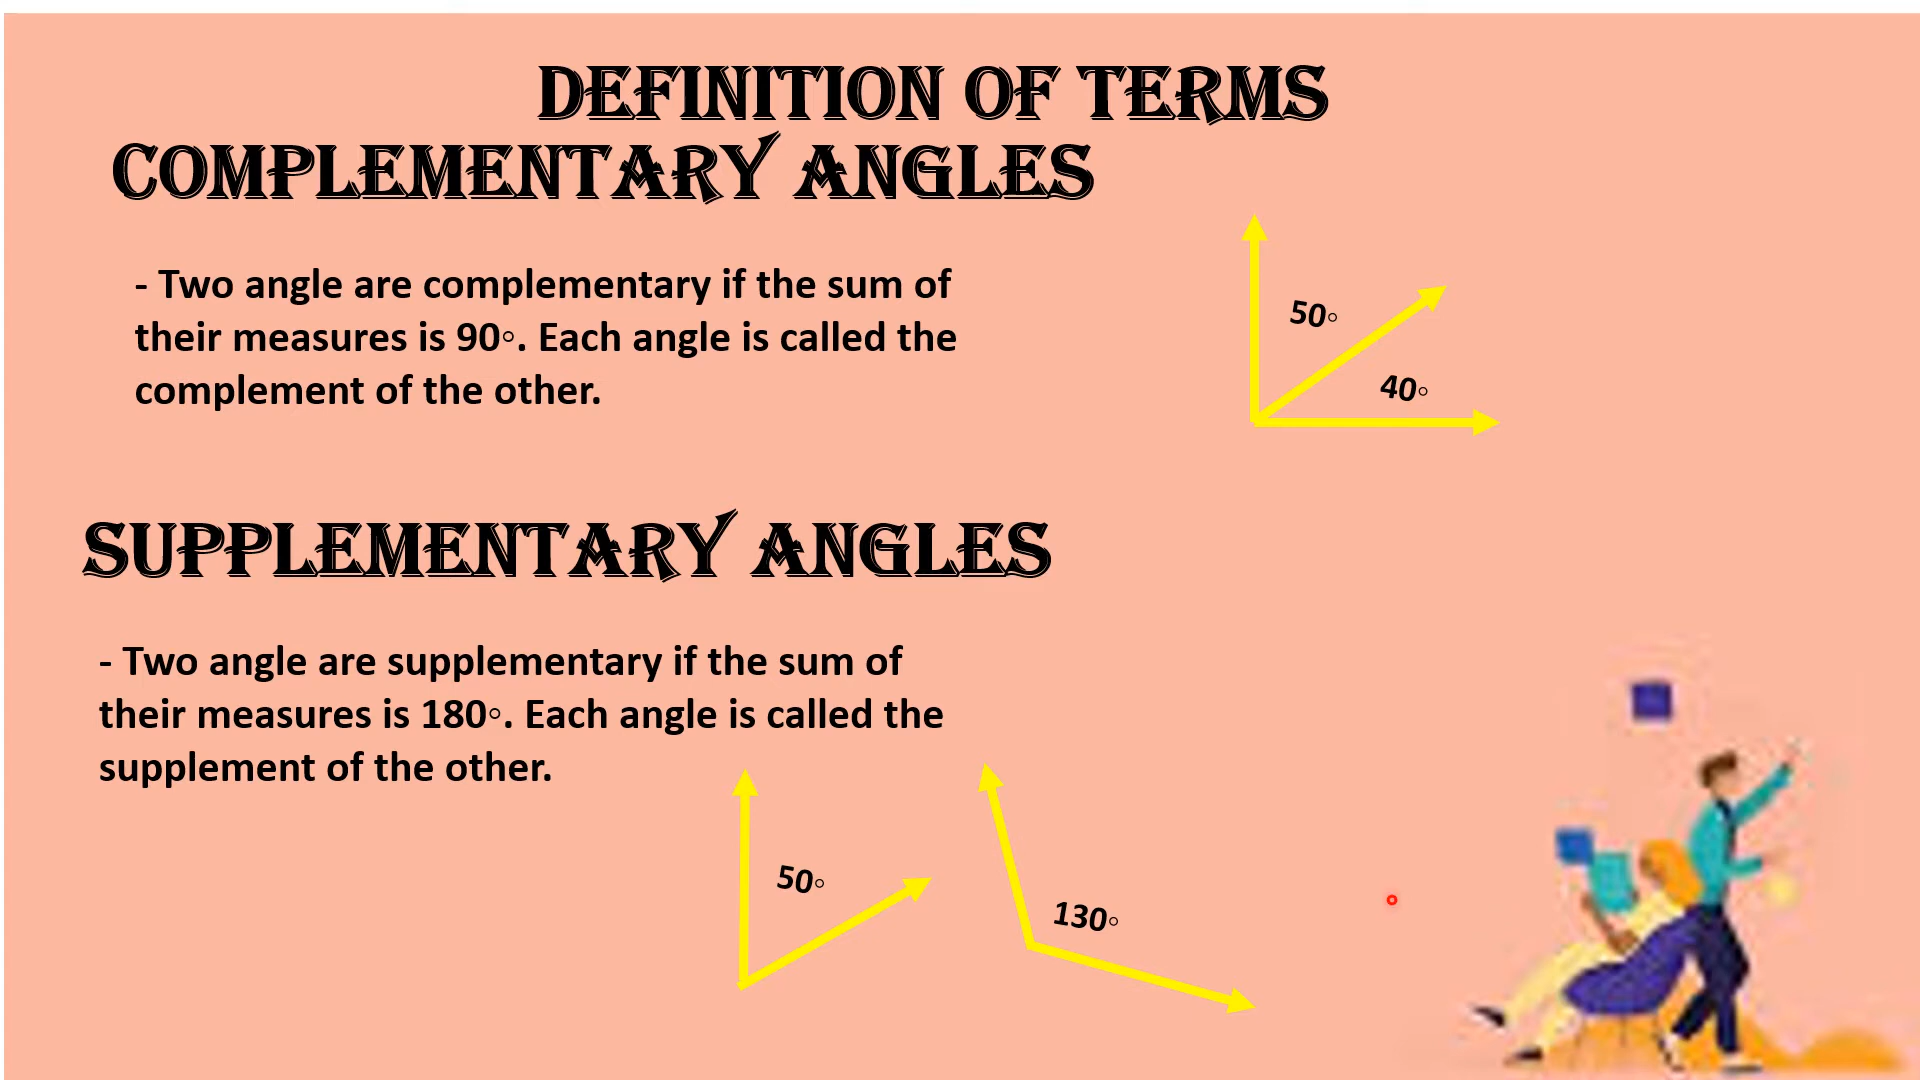 DEFINITION OF TERMS
COMPLEMENTARY ANGLES
- Two angle are complementary if the sum of
their measures is 90◦. Each angle is called the
complement of the other.
50◦
40◦
SUPPLEMENTARY ANGLES
- Two angle are supplementary if the sum of
their measures is 180◦. Each angle is called the
supplement of the other.
50◦
130◦